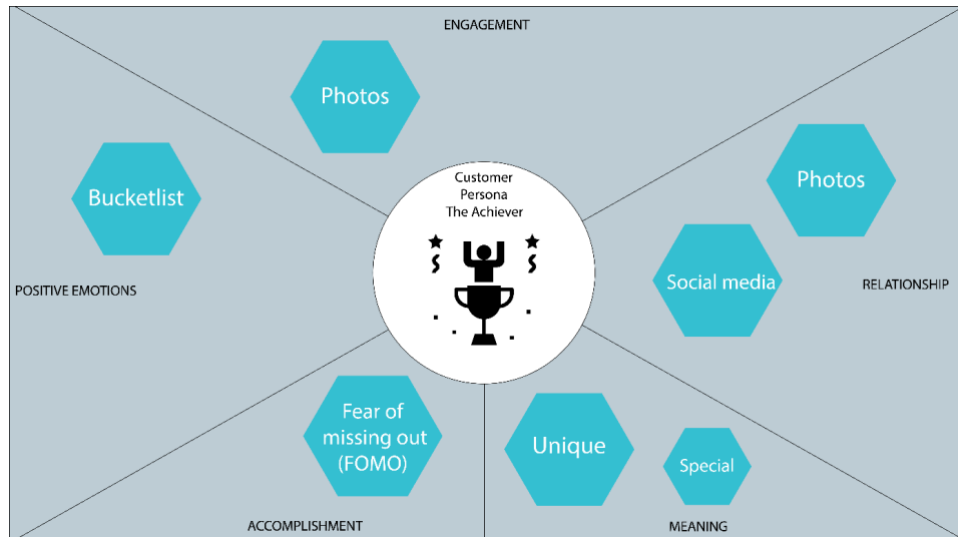 ENGAGEMENT
Photos
Bucketlist
Photos
Customer
Persona
The Achiever
Social media
POSITIVE EMOTIONS
RELATIONSHIP
Fear of
missing out
(FOMO)
Unique
Special
ACCOMPLISHMENT
MEANING